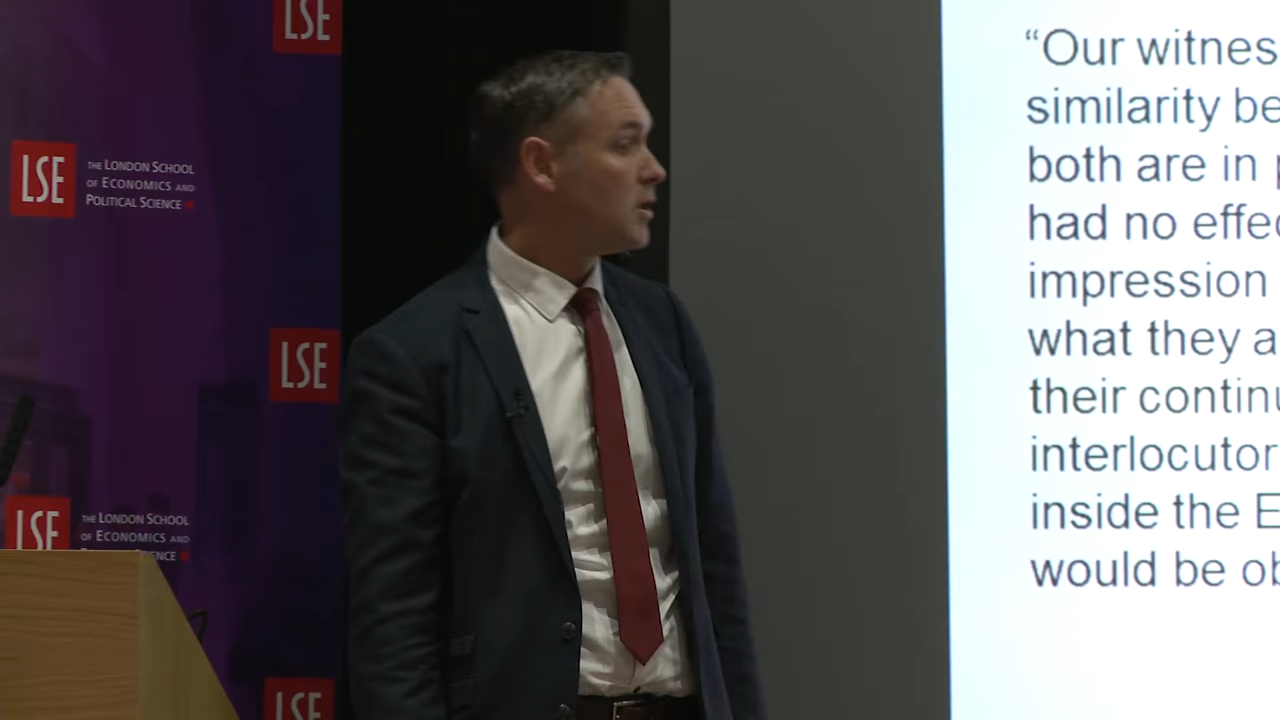 LSE
LSE
THE LONDON SCHOOL
OF ECONOMICS AND
POLITICAL SCIENCE
LSE
LSE
THE LONDON SCHOOL
OF ECONOMICS AND
LSE
“Our witnes
similarity be
both are in
had no effec
impression
what they a
their continu
interlocutor
inside the E
would be ob